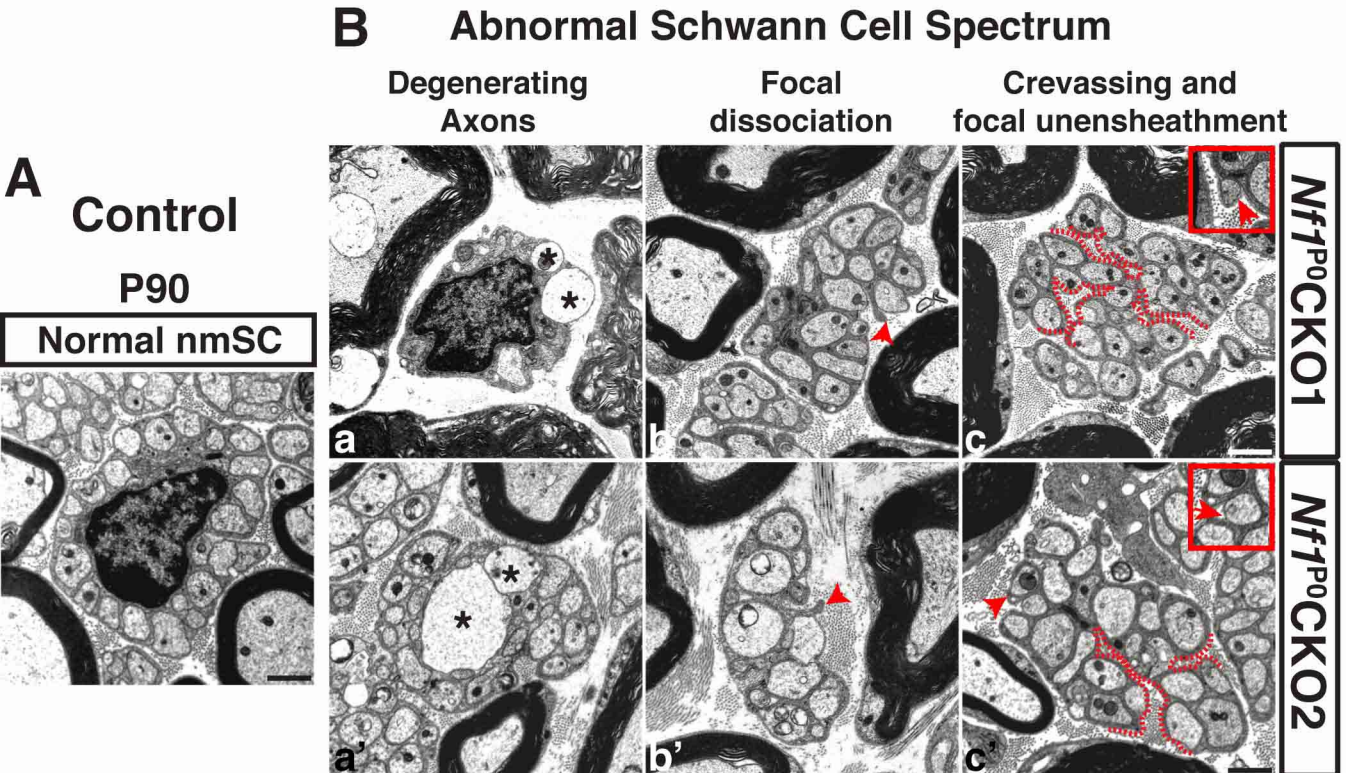 B Abnormal Schwann Cell Spectrum
Degenerating
Axons
Focal
dissociation
Crevassing and
focal unensheathment
A
Control
P90
Normal nmSC
* *
a
b
c
Nf1ᴾ⁰CKO1
* *
a'
b'
c'
Nf1ᴾ⁰CKO2